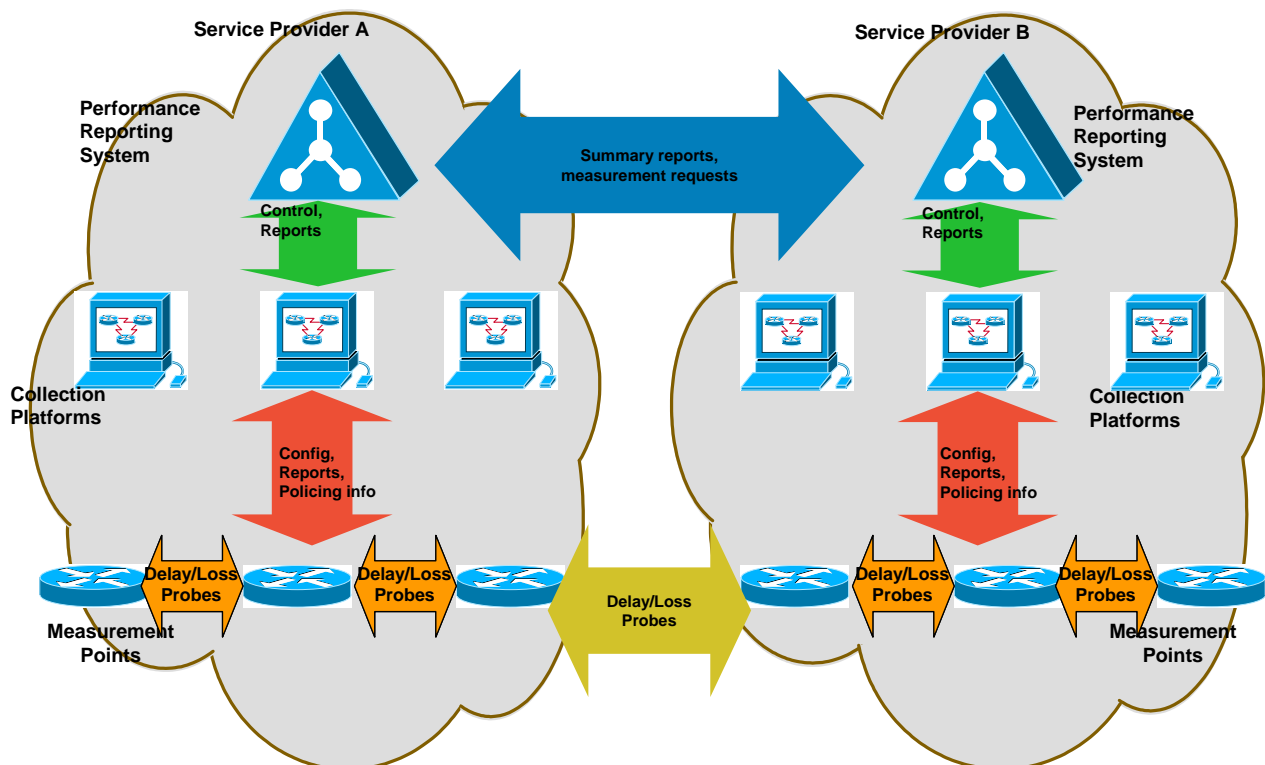 Service Provider A
Service Provider B
Performance
Reporting
System
Performance
Reporting
System
Summary reports,
measurement requests
Control,
Reports
Control,
Reports
Collection
Platforms
Collection
Platforms
Config,
Reports,
Policing info
Config,
Reports,
Policing info
Delay/Loss
Probes
Delay/Loss
Probes
Delay/Loss
Probes
Delay/Loss
Probes
Delay/Loss
Probes
Measurement
Points
Measurement
Points